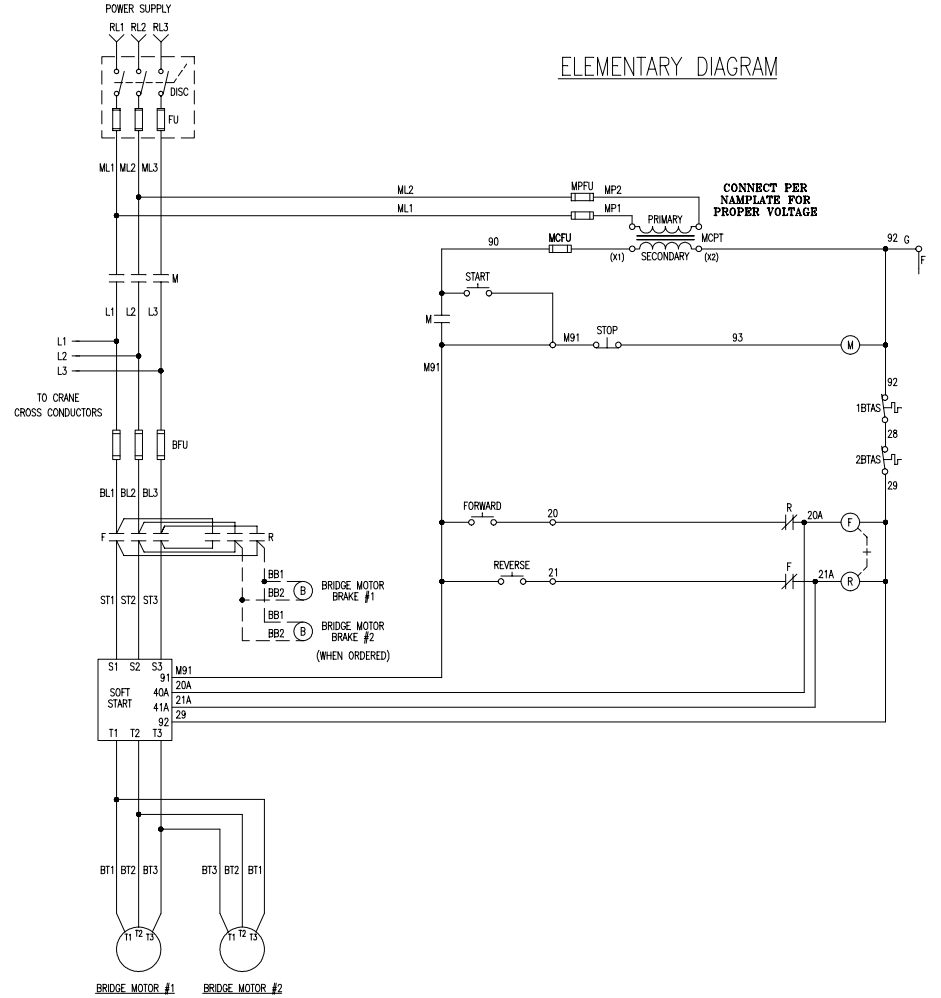 POWER SUPPLY
RL1 RL2 RL3
ELEMENTARY DIAGRAM
DISC
FU
ML1 ML2 ML3
ML2 MPFU MP2
ML1 MP1
CONNECT PER
NAMPLATE FOR
PROPER VOLTAGE
PRIMARY
MCPT
90 MCFU (X1) SECONDARY (X2) 92 G
F
M
START
L1 L2 L3
M
L1
L2
L3
M91 STOP 93 M
M91
TO CRANE
CROSS CONDUCTORS
92
1BTAS
28
2BTAS
29
BFU
BL1 BL2 BL3
FORWARD 20 R 20A F
F R
REVERSE 21 F 21A R
BB1
BB2 B BRIDGE MOTOR
BRAKE #1
ST1 ST2 ST3
BB1
BB2 B BRIDGE MOTOR
BRAKE #2
(WHEN ORDERED)
S1 S2 S3
91 M91
SOFT
START
40A 20A
41A 21A
92 29
T1 T2 T3
BT1 BT2 BT3 BT3 BT2 BT1
T1 T2 T3 T1 T2 T3
BRIDGE MOTOR #1 BRIDGE MOTOR #2